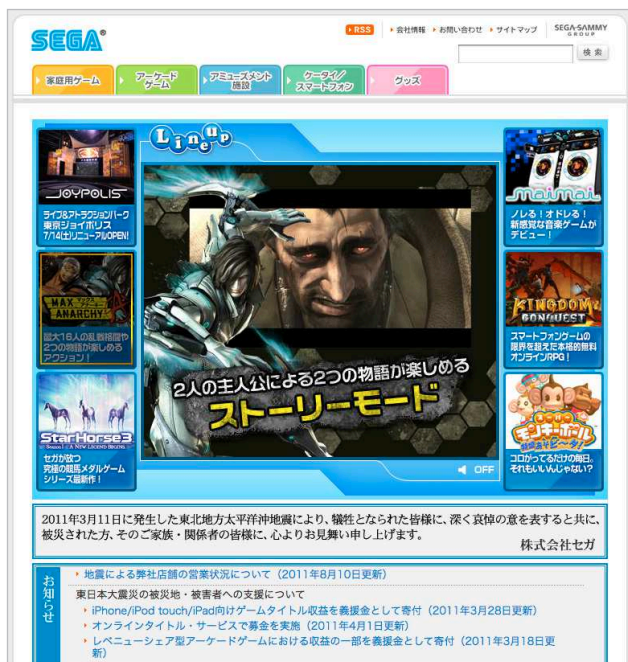 SEGA®
RSS
会社情報
お問い合わせ
サイトマップ
SEGA-SAMMY
GROUP
検索
家庭用ゲーム
アーケード
ゲーム
アミューズメント
施設
ケータイ/
スマートフォン
グッズ
Lineup
JOYPOLIS
ライブ&アトラクションパーク
東京ジョイポリス
7/14(土)リニューアルOPEN!
MAX マックス
アナーキー
ANARCHY
最大16人の乱戦格闘や
2つの物語が楽しめる
アクション!
StarHorse3
Season I A NEW LEGEND BEGINS.
セガが放つ
究極の競馬メダルゲーム
シリーズ最新作!
2人の主人公による2つの物語が楽しめる
ストーリーモード
OFF
maimai
ノレる!オドレる!
新感覚な音楽ゲームが
デビュー!
KINGDOM
CONQUEST
スマートフォンゲームの
限界を超えた本格的無料
オンラインRPG!
モンキーボール
コロがってるだけの毎日。
それもいいんじゃない?
2011年3月11日に発生した東北地方太平洋沖地震により、犠牲となられた皆様に、深く哀悼の意を表すると共に、
被災された方、そのご家族・関係者の皆様に、心よりお見舞い申し上げます。
株式会社セガ
お知らせ
地震による弊社店舗の営業状況について(2011年8月10日更新)
東日本大震災の被災地・被害者への支援について
iPhone/iPod touch/iPad向けゲームタイトル収益を義援金として寄付(2011年3月28日更新)
オンラインタイトル・サービスで募金を実施(2011年4月1日更新)
レベニューシェア型アーケードゲームにおける収益の一部を義援金として寄付(2011年3月18日更
新)